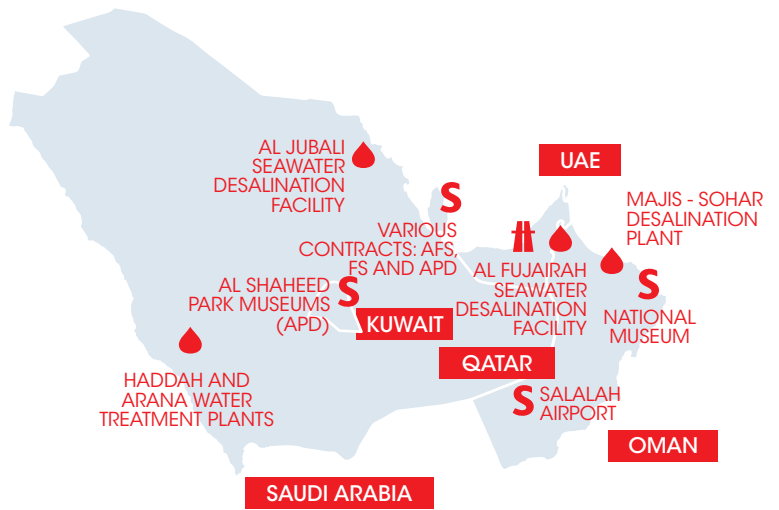 AL JUBALI
SEAWATER
DESALINATION
FACILITY
UAE
MAJIS - SOHAR
DESALINATION
PLANT
S
VARIOUS
CONTRACTS: AFS,
FS AND APD
AL FUJAIRAH
SEAWATER
DESALINATION
FACILITY
S
NATIONAL
MUSEUM
AL SHAHEED
PARK MUSEUMS
(APD)
S
KUWAIT
QATAR
HADDAH AND
ARANA WATER
TREATMENT PLANTS
S
SALALAH
AIRPORT
OMAN
SAUDI ARABIA